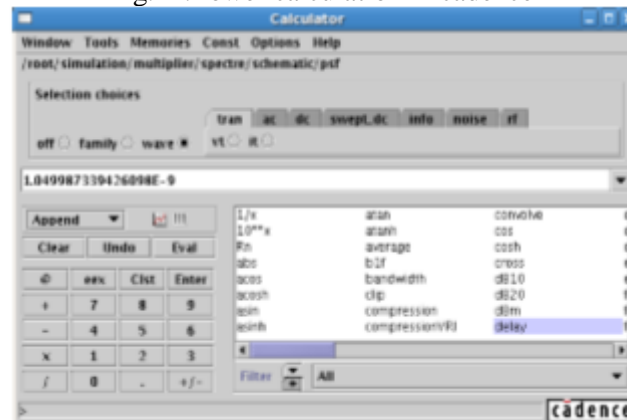 Calculator
Window Tools Memories Const Options Help
/root/simulation/multiplier/spectre/schematic/psf
Selection choices
tran ac dc swept_dc info noise rf
off family wave vt it
1.049987339426098E-9
Append
Clear Undo Eval
eex Clst Enter
+ 7 8 9
- 4 5 6
x 1 2 3
/ 0 . +/-
1/x atan convolve
10**x atanh cos
Rn average cosh
abs b1f cross
acos bandwidth dB10
acosh clip dB20
asin compression dBm
asinh compressionVRI delay
Filter All
>
cādence